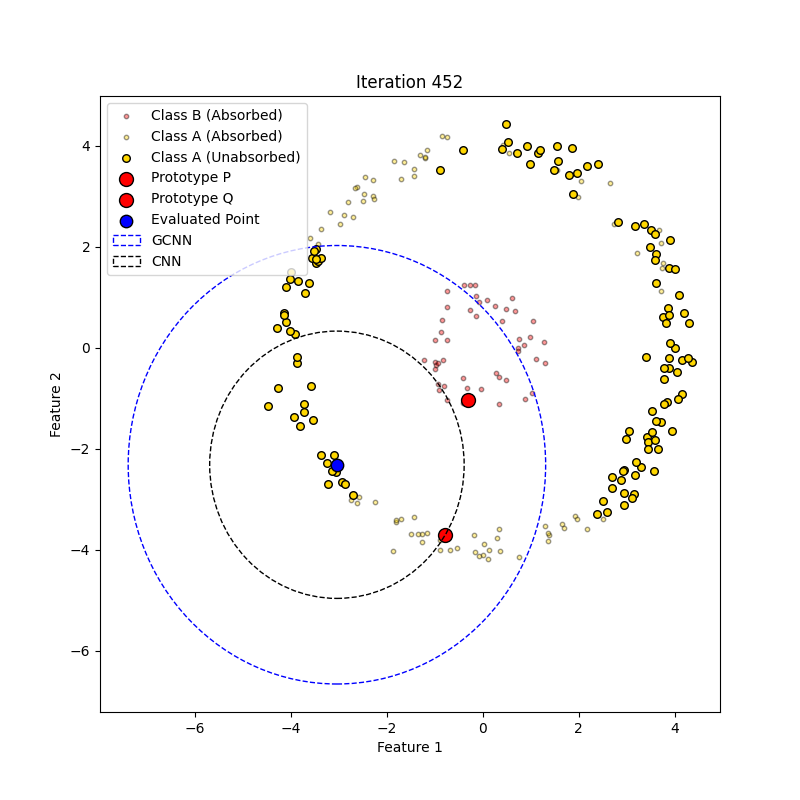 Iteration 452
Class B (Absorbed)
Class A (Absorbed)
Class A (Unabsorbed)
Prototype P
Prototype Q
Evaluated Point
GCNN
CNN
4
2
0
−2
−4
−6
Feature 2
−6 −4 −2 0 2 4
Feature 1